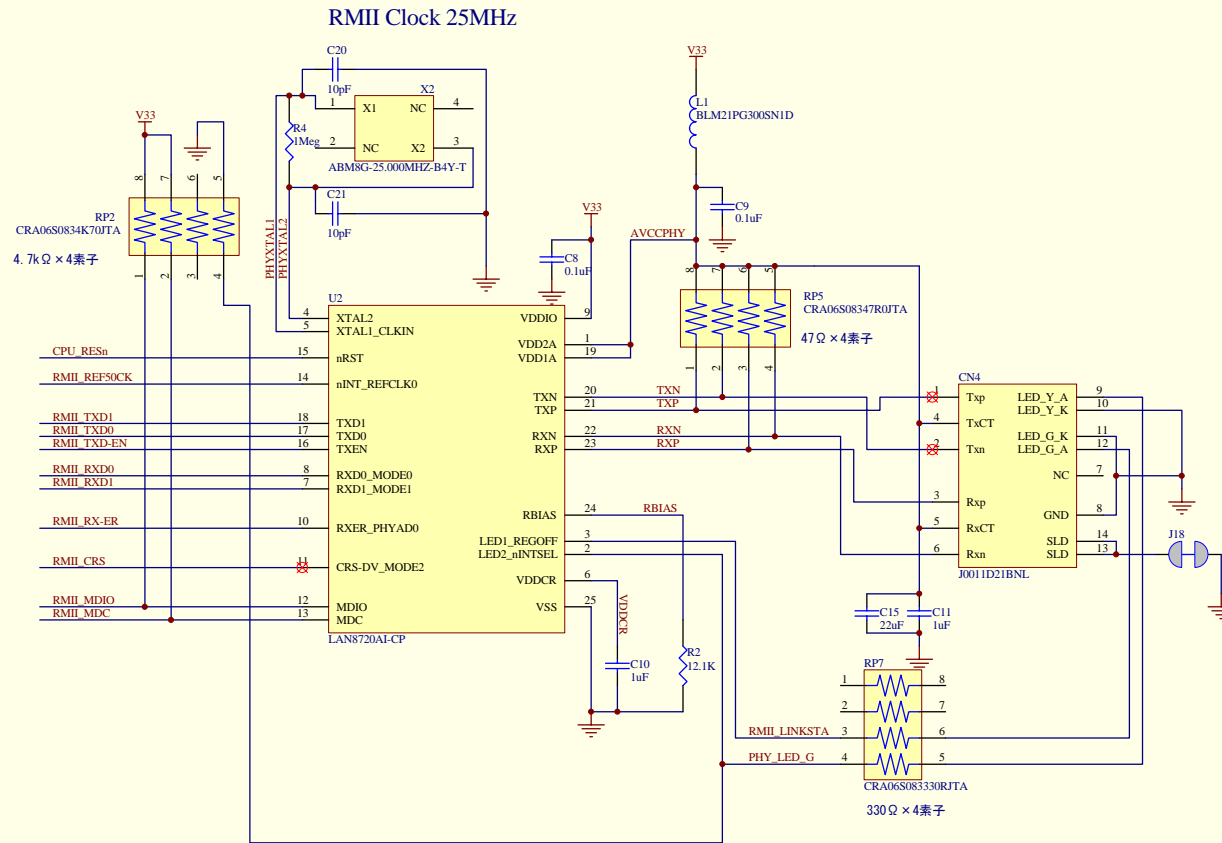 RMII Clock 25MHz
C20
10pF
X2
1
X1
NC
4
2
NC
X2
3
ABM8G-25.000MHZ-B4Y-T
R4
1Meg
C21
10pF
PHYXTAL1
PHYXTAL2
V33
8
7
6
5
RP2
CRA06S0834K70JTA
4.7kΩ×4素子
1
2
3
4
V33
L1
BLM21PG300SN1D
C9
0.1uF
V33
C8
0.1uF
AVCCPHY
8
7
6
5
RP5
CRA06S08347R0JTA
47Ω×4素子
1
2
3
4
U2
4
XTAL2
5
XTAL1_CLKIN
CPU_RESn
15
nRST
RMII_REF50CK
14
nINT_REFCLK0
RMII_TXD1
18
TXD1
RMII_TXD0
17
TXD0
RMII_TXD-EN
16
TXEN
RMII_RXD0
8
RXD0_MODE0
RMII_RXD1
7
RXD1_MODE1
RMII_RX-ER
10
RXER_PHYAD0
RMII_CRS
11
CRS-DV_MODE2
RMII_MDIO
12
MDIO
RMII_MDC
13
MDC
LAN8720AI-CP
VDDIO
9
VDD2A
1
VDD1A
19
TXN
20
TXN
TXP
21
TXP
RXN
22
RXN
RXP
23
RXP
RBIAS
24
RBIAS
LED1_REGOFF
3
LED2_nINTSEL
2
VDDCR
6
VDDCR
VSS
25
C10
1uF
R2
12.1K
CN4
1
Txp
4
TxCT
2
Txn
3
Rxp
5
RxCT
6
Rxn
LED_Y_A
9
LED_Y_K
10
LED_G_K
11
LED_G_A
12
NC
7
GND
8
SLD
14
SLD
13
J0011D21BNL
J18
C15
22uF
C11
1uF
RP7
1
8
2
7
RMII_LINKSTA
3
6
PHY_LED_G
4
5
CRA06S083330RJTA
330Ω×4素子